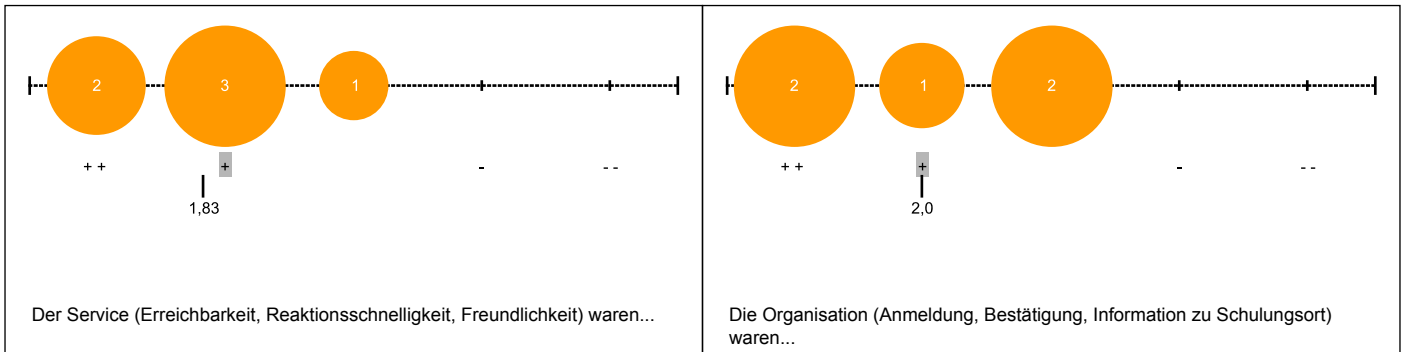 2 3 1
+ + + - - -
1,83
Der Service (Erreichbarkeit, Reaktionsschnelligkeit, Freundlichkeit) waren...
2 1 2
+ + + - - -
2,0
Die Organisation (Anmeldung, Bestätigung, Information zu Schulungsort)
waren...